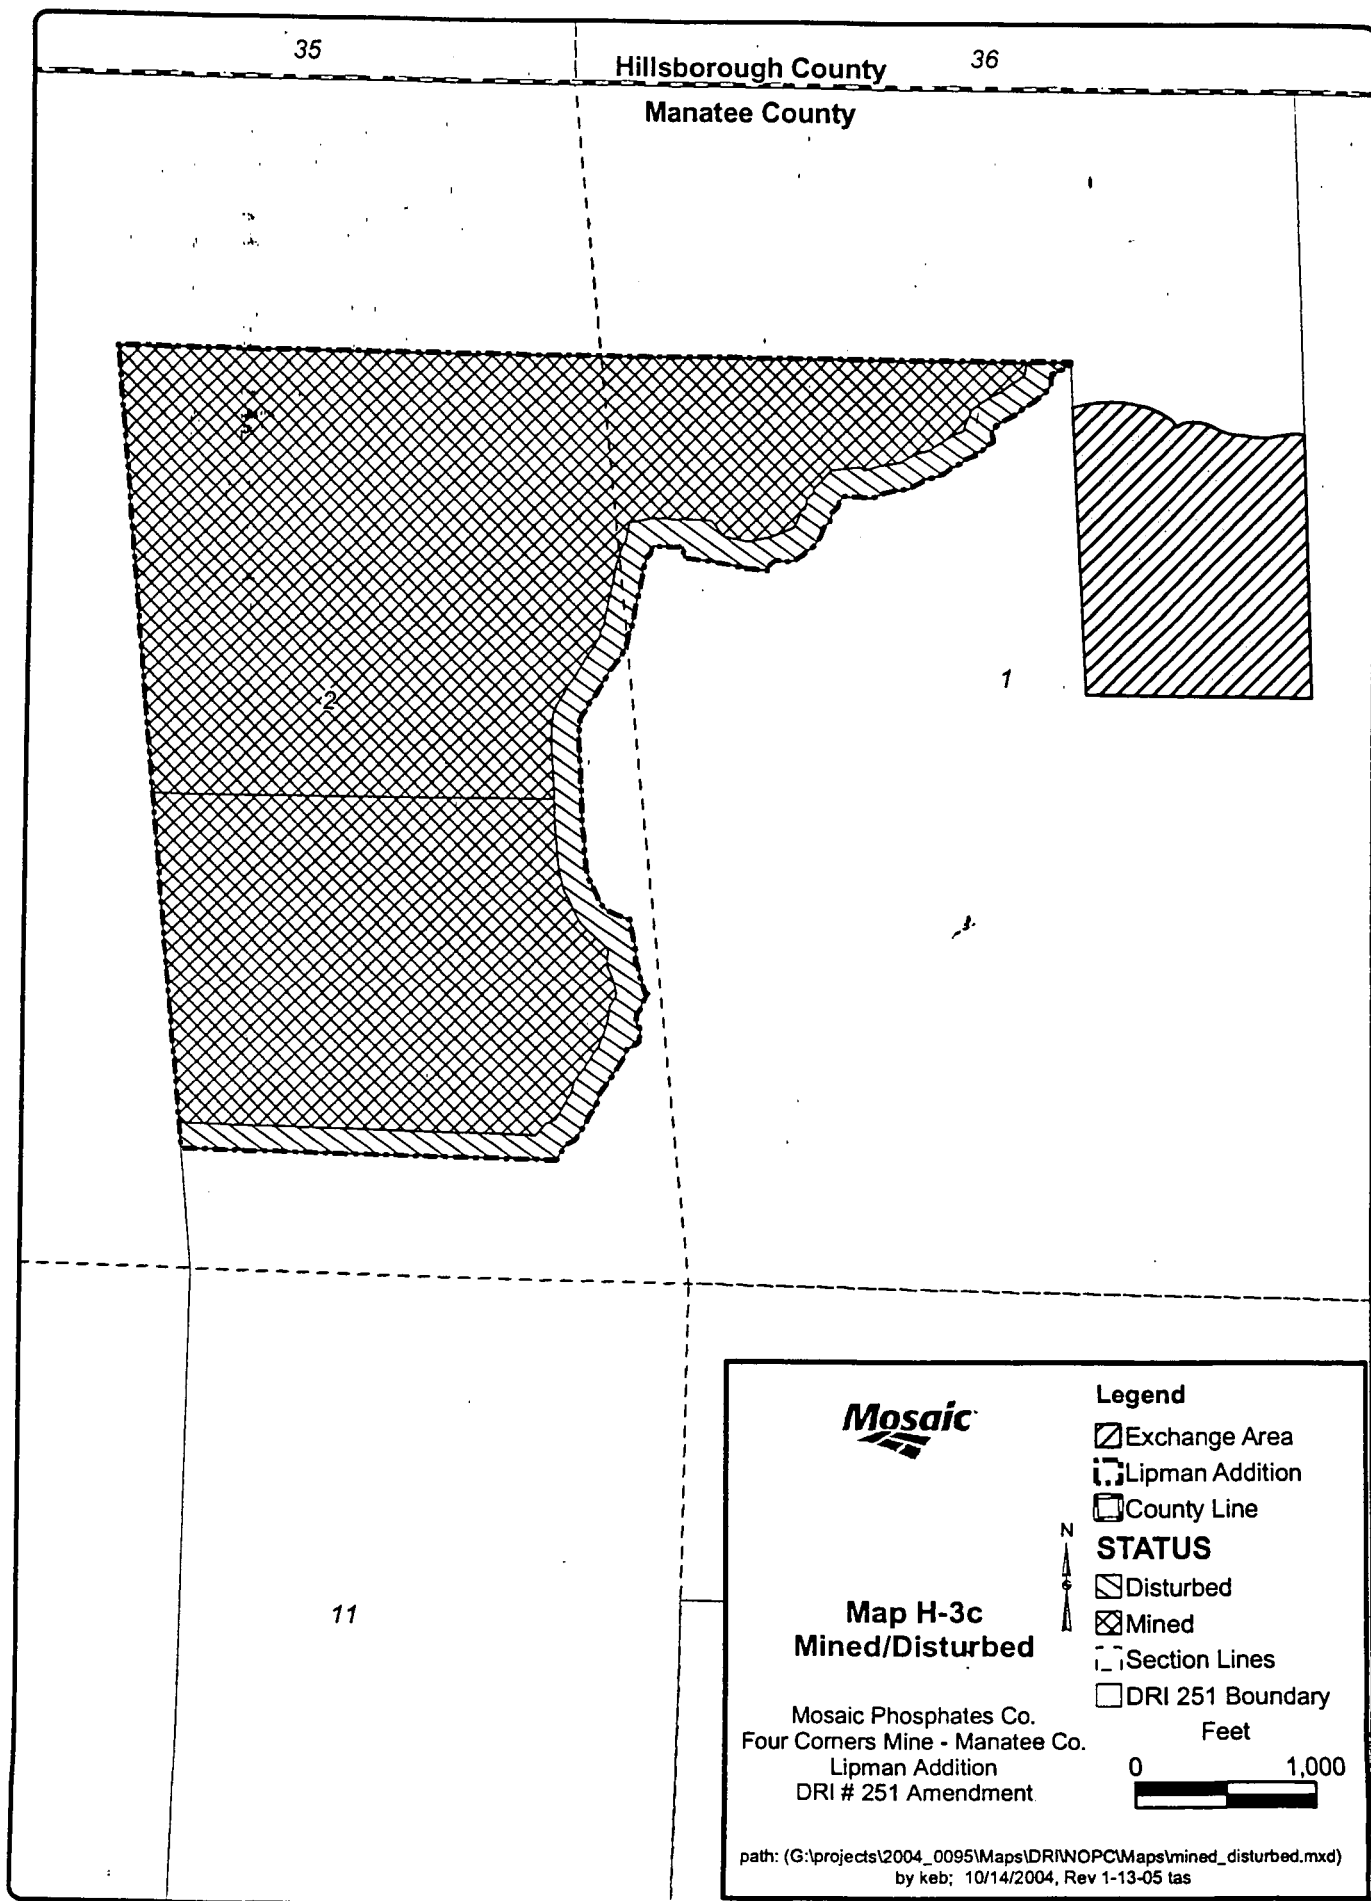 35
36
Hillsborough County
Manatee County
2
1
11
Mosaic
Legend
Exchange Area
Lipman Addition
County Line
N
STATUS
Disturbed
Mined
Section Lines
DRI 251 Boundary
Map H-3c
Mined/Disturbed
Mosaic Phosphates Co.
Four Corners Mine - Manatee Co.
Lipman Addition
DRI # 251 Amendment
Feet
0 1,000
path: (G:\projects\2004_0095\Maps\DRI\NOPC\Maps\mined_disturbed.mxd)
by keb; 10/14/2004, Rev 1-13-05 tas